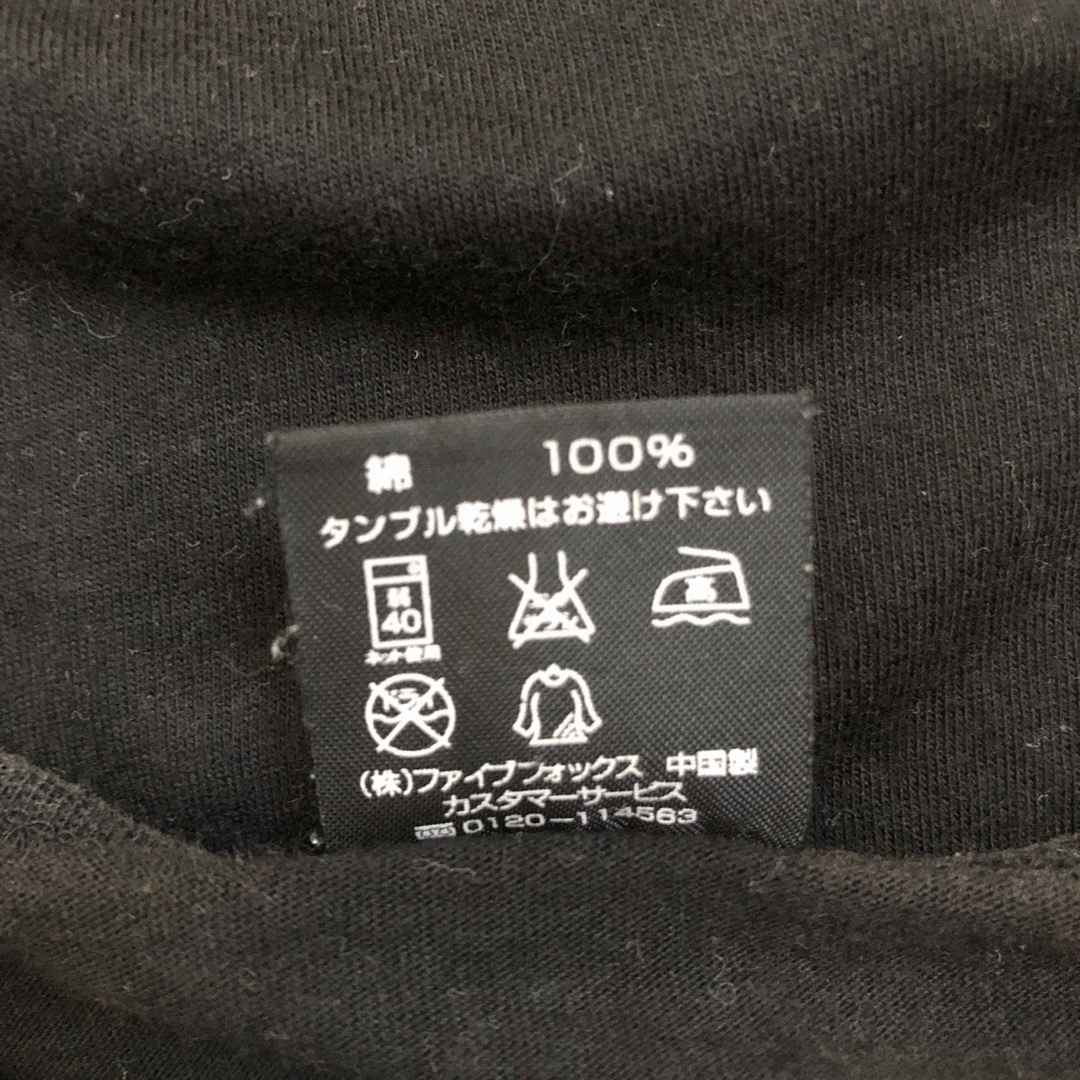 綿 100%
タンブル乾燥はお避け下さい
弱 高
40
ネット使用
ドライ
(株)ファイブフォックス 中国製
カスタマーサービス
0120-114563